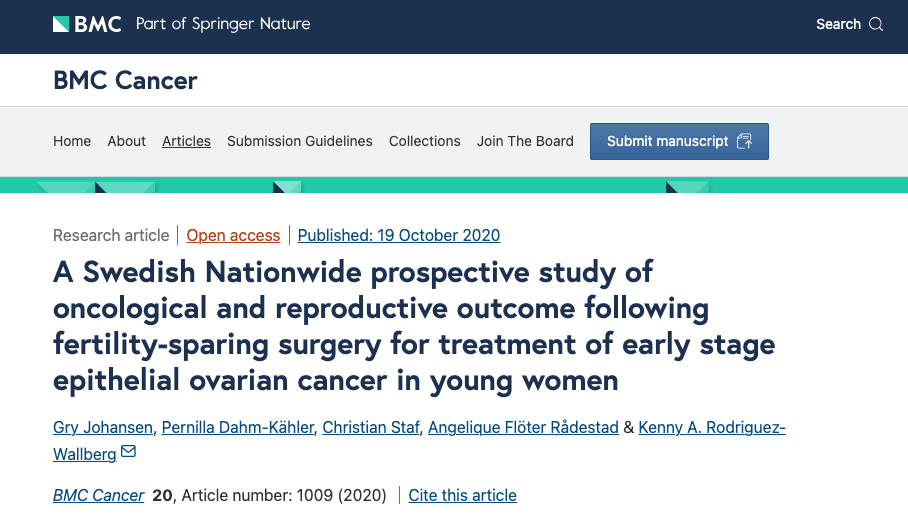 BMC Part of Springer Nature
Search
BMC Cancer
Home About Articles Submission Guidelines Collections Join The Board Submit manuscript
Research article Open access Published: 19 October 2020
A Swedish Nationwide prospective study of
oncological and reproductive outcome following
fertility-sparing surgery for treatment of early stage
epithelial ovarian cancer in young women
Gry Johansen, Pernilla Dahm-Kähler, Christian Staf, Angelique Flöter Rådestad & Kenny A. Rodriguez-
Wallberg
BMC Cancer 20, Article number: 1009 (2020) Cite this article